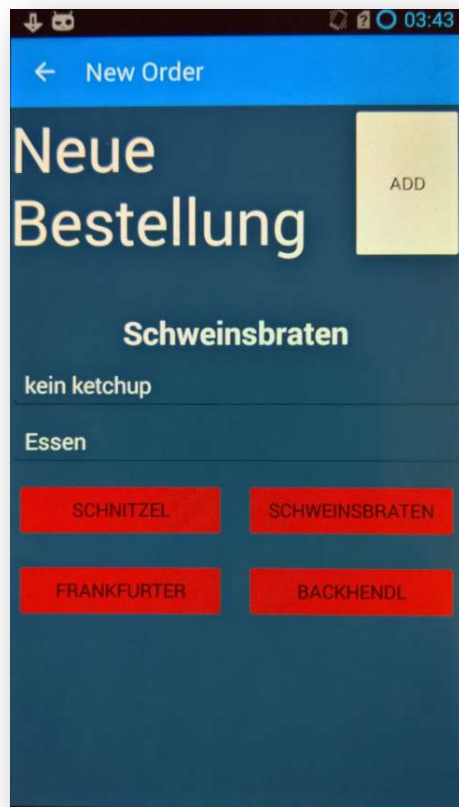 03:43
New Order
Neue
Bestellung
ADD
Schweinsbraten
kein ketchup
Essen
SCHNITZEL
SCHWEINSBRATEN
FRANKFURTER
BACKHENDL